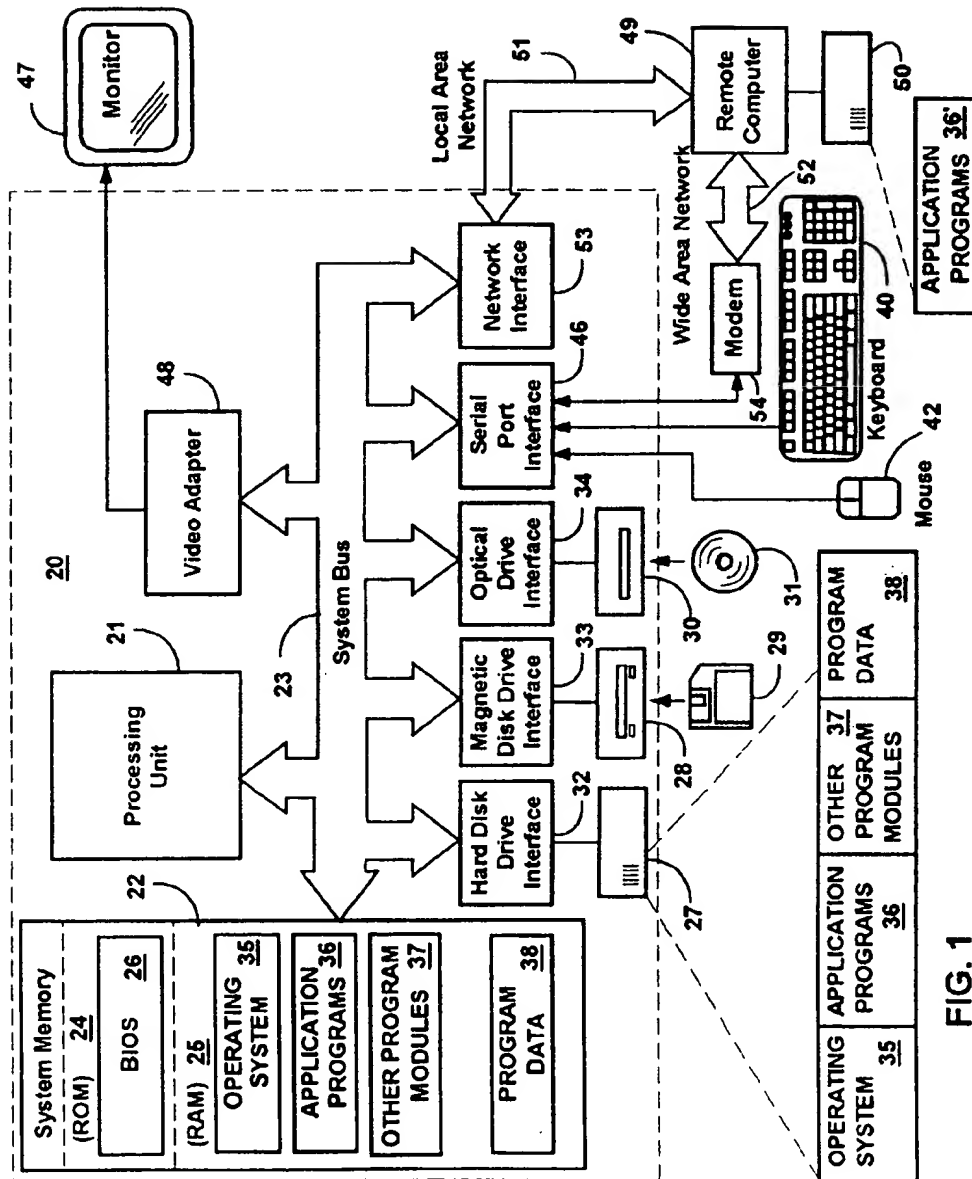 System Memory
(ROM) 24
BIOS 26
(RAM) 25
OPERATING
SYSTEM
35
APPLICATION
PROGRAMS
36
OTHER PROGRAM
MODULES
37
PROGRAM
DATA
38
22
Processing
Unit
21
20
Video Adapter
48
47
Monitor
23
System Bus
Hard Disk
Drive
Interface
32
Magnetic
Disk Drive
Interface
33
Optical
Drive
Interface
34
Serial
Port
Interface
46
Network
Interface
53
Local Area
Network
51
27
28
29
30
31
Wide Area Network
Modem
54
52
Remote
Computer
49
50
Keyboard
40
Mouse
42
OPERATING
SYSTEM
35
APPLICATION
PROGRAMS
36
OTHER
PROGRAM
MODULES
37
PROGRAM
DATA
38
APPLICATION
PROGRAMS
36'
FIG. 1